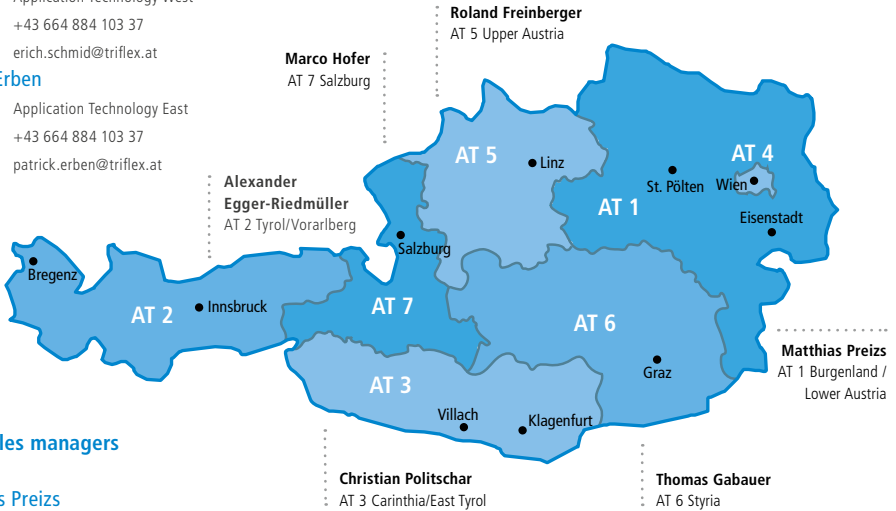 Application Technology West
+43 664 884 103 37
erich.schmid@triflex.at
Erben
Application Technology East
+43 664 884 103 37
patrick.erben@triflex.at
Roland Freinberger
AT 5 Upper Austria
Marco Hofer
AT 7 Salzburg
Alexander
Egger-Riedmüller
AT 2 Tyrol/Vorarlberg
AT 5
Linz
AT 4
St. Pölten
Wien
AT 1
Eisenstadt
Salzburg
Bregenz
AT 2
Innsbruck
AT 7
AT 6
Graz
Matthias Preizs
AT 1 Burgenland /
Lower Austria
AT 3
Villach
Klagenfurt
les managers
s Preizs
Christian Politschar
AT 3 Carinthia/East Tyrol
Thomas Gabauer
AT 6 Styria